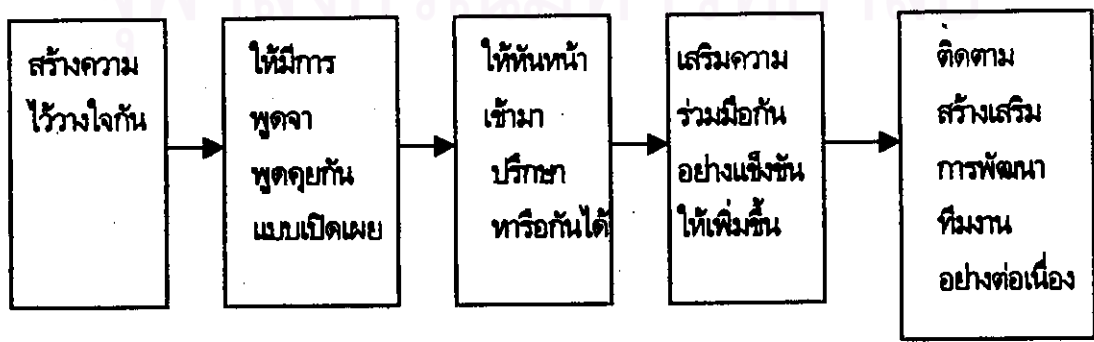 สร้างความ
ไว้วางใจกัน
ให้มีการ
พูดจา
พูดคุยกัน
แบบเปิดเผย
ให้หันหน้า
เข้ามา
ปรึกษา
หารือกันได้
เสริมความ
ร่วมมือกัน
อย่างแข็งขัน
ให้เพิ่มขึ้น
ติดตาม
สร้างเสริม
การพัฒนา
ทีมงาน
อย่างต่อเนื่อง